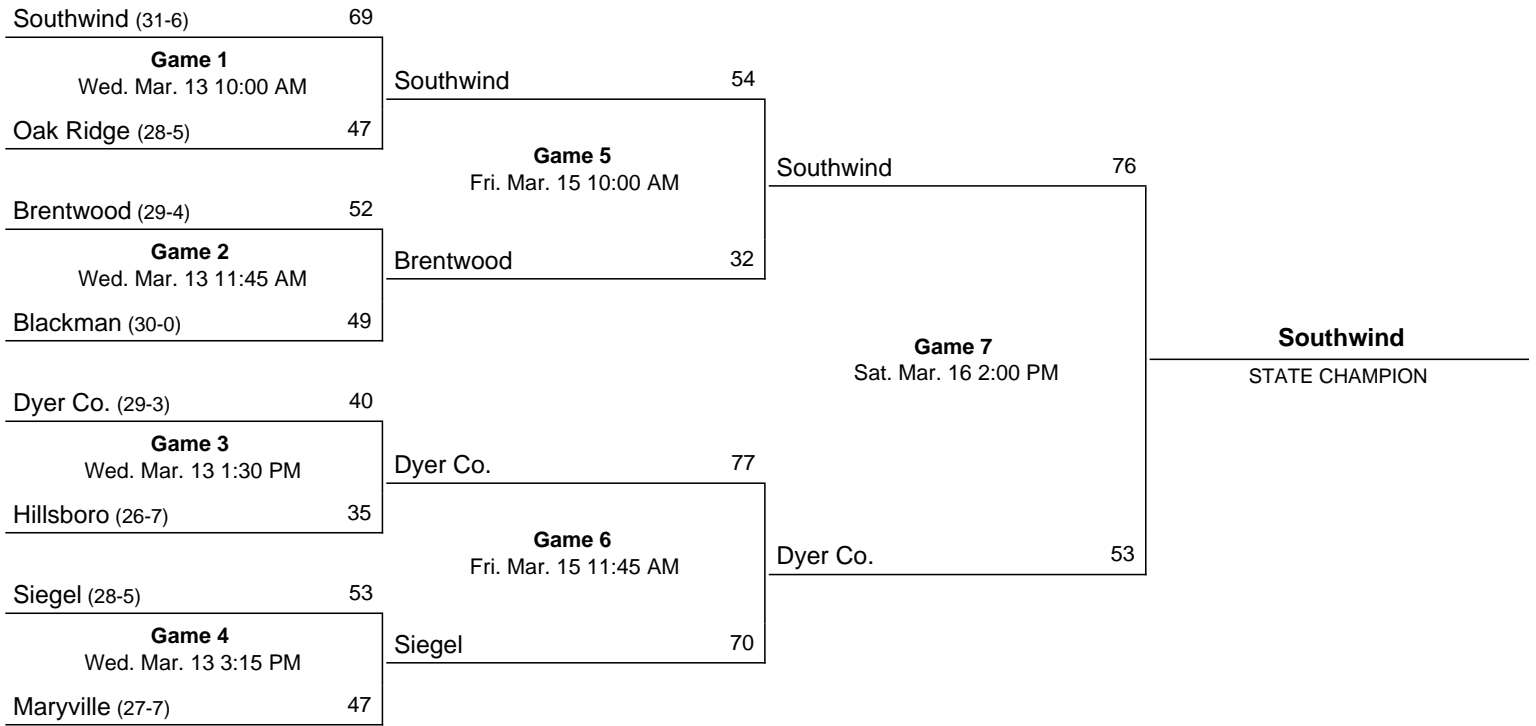 Southwind (31-6) 69
Game 1
Wed. Mar. 13 10:00 AM
Oak Ridge (28-5) 47
Brentwood (29-4) 52
Game 2
Wed. Mar. 13 11:45 AM
Blackman (30-0) 49
Dyer Co. (29-3) 40
Game 3
Wed. Mar. 13 1:30 PM
Hillsboro (26-7) 35
Siegel (28-5) 53
Game 4
Wed. Mar. 13 3:15 PM
Maryville (27-7) 47
Southwind 54
Game 5
Fri. Mar. 15 10:00 AM
Brentwood 32
Dyer Co. 77
Game 6
Fri. Mar. 15 11:45 AM
Siegel 70
Southwind 76
Game 7
Sat. Mar. 16 2:00 PM
Dyer Co. 53
Southwind
STATE CHAMPION